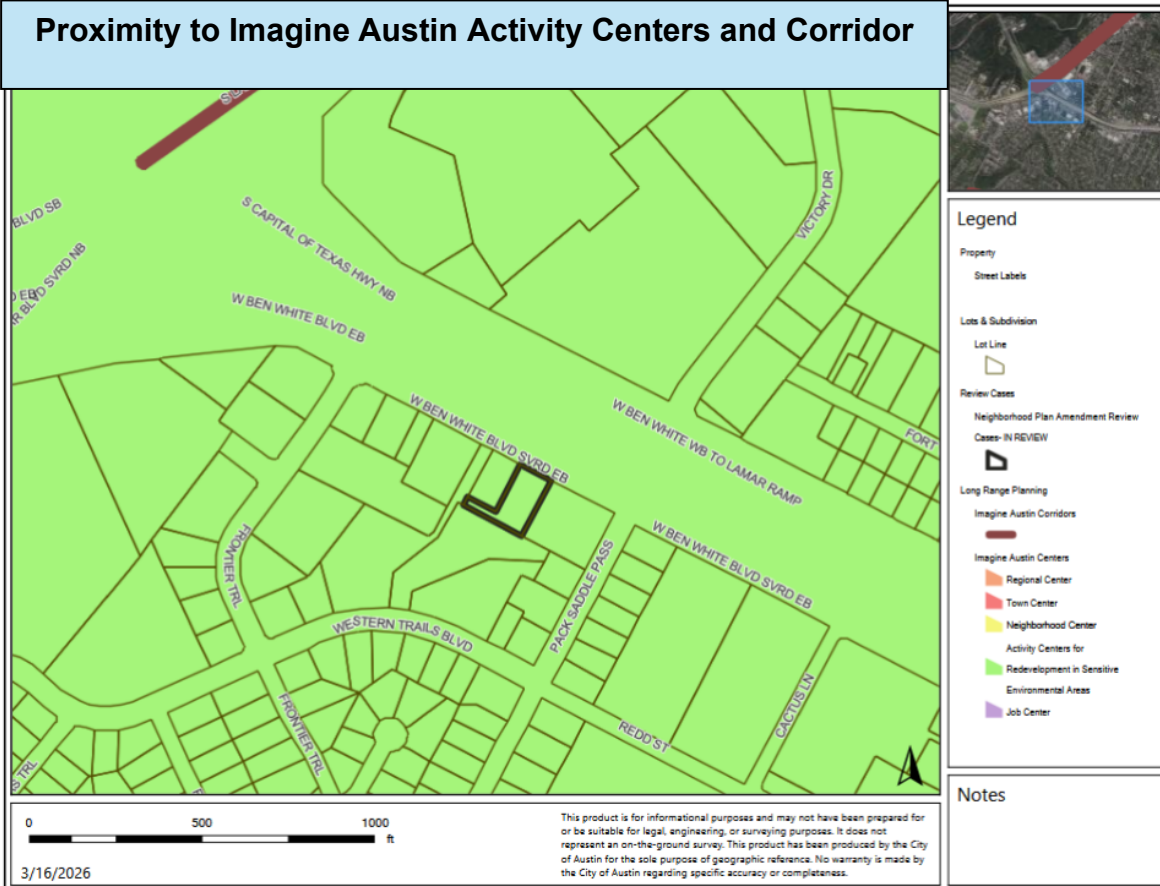 Proximity to Imagine Austin Activity Centers and Corridor
BLVD SB
BLVD SVRD NB
S CAPITAL OF TEXAS HWY NB
W BEN WHITE BLVD EB
VICTORY DR
W BEN WHITE BLVD SVRD EB
W BEN WHITE WB TO LAMAR RAMP
FORT
FRONTIER TRL
W BEN WHITE BLVD SVRD EB
PACK SADDLE PASS
WESTERN TRAILS BLVD
FRONTIER TRL
REDD ST
CACTUS LN
TRL
Legend
Property
Street Labels
Lots & Subdivision
Lot Line
Review Cases
Neighborhood Plan Amendment Review
Cases- IN REVIEW
Long Range Planning
Imagine Austin Corridors
Imagine Austin Centers
Regional Center
Town Center
Neighborhood Center
Activity Centers for
Redevelopment in Sensitive
Environmental Areas
Job Center
Notes
0 500 1000
ft
3/16/2026
This product is for informational purposes and may not have been prepared for
or be suitable for legal, engineering, or surveying purposes. It does not
represent an on-the-ground survey. This product has been produced by the City
of Austin for the sole purpose of geographic reference. No warranty is made by
the City of Austin regarding specific accuracy or completeness.